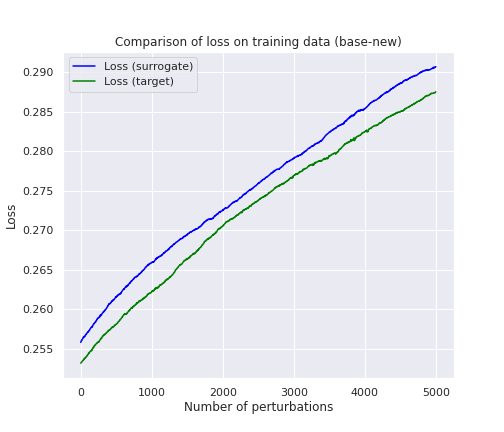 Comparison of loss on training data (base-new)
Loss (surrogate)
Loss (target)
0.290
0.285
0.280
0.275
0.270
0.265
0.260
0.255
Loss
0 1000 2000 3000 4000 5000
Number of perturbations